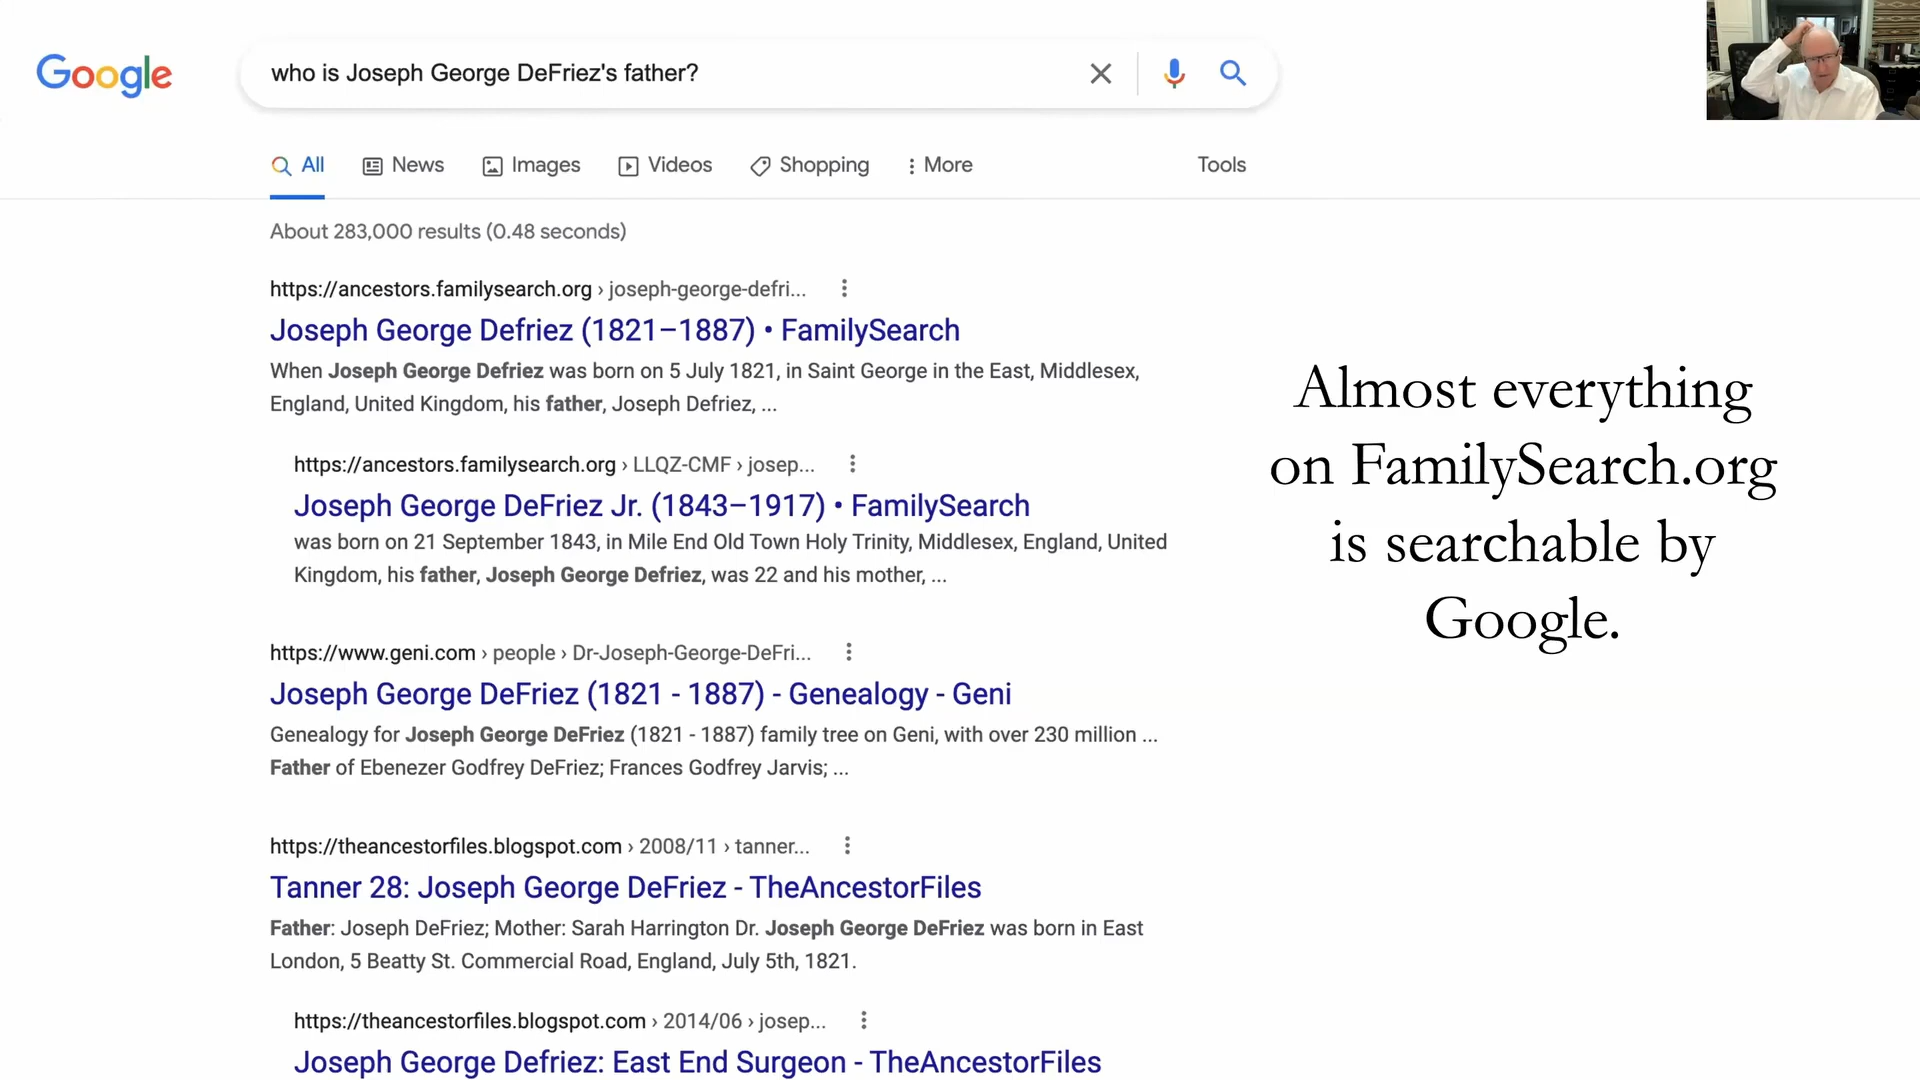 Google
who is Joseph George DeFriez's father?
All
News
Images
Videos
Shopping
More
Tools
About 283,000 results (0.48 seconds)
https://ancestors.familysearch.org › joseph-george-defri...
Joseph George Defriez (1821–1887) • FamilySearch
When Joseph George Defriez was born on 5 July 1821, in Saint George in the East, Middlesex,
England, United Kingdom, his father, Joseph Defriez, ...
https://ancestors.familysearch.org › LLQZ-CMF › josep...
Joseph George DeFriez Jr. (1843–1917) • FamilySearch
was born on 21 September 1843, in Mile End Old Town Holy Trinity, Middlesex, England, United
Kingdom, his father, Joseph George Defriez, was 22 and his mother, ...
https://www.geni.com › people › Dr-Joseph-George-DeFri...
Joseph George DeFriez (1821 - 1887) - Genealogy - Geni
Genealogy for Joseph George DeFriez (1821 - 1887) family tree on Geni, with over 230 million ...
Father of Ebenezer Godfrey DeFriez; Frances Godfrey Jarvis; ...
https://theancestorfiles.blogspot.com › 2008/11 › tanner...
Tanner 28: Joseph George DeFriez - TheAncestorFiles
Father: Joseph DeFriez; Mother: Sarah Harrington Dr. Joseph George DeFriez was born in East
London, 5 Beatty St. Commercial Road, England, July 5th, 1821.
https://theancestorfiles.blogspot.com › 2014/06 › josep...
Joseph George Defriez: East End Surgeon - TheAncestorFiles
Almost everything
on FamilySearch.org
is searchable by
Google.